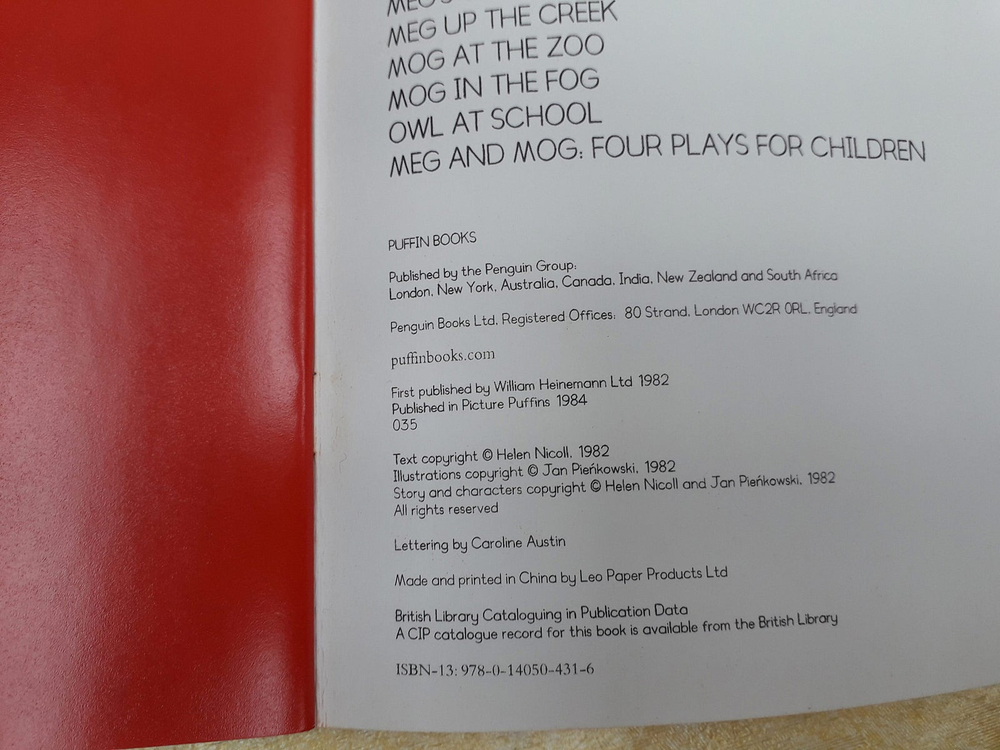 MEG UP THE CREEK
MOG AT THE ZOO
MOG IN THE FOG
OWL AT SCHOOL
MEG AND MOG: FOUR PLAYS FOR CHILDREN
PUFFIN BOOKS
Published by the Penguin Group:
London, New York, Australia, Canada, India, New Zealand and South Africa
Penguin Books Ltd, Registered Offices: 80 Strand, London WC2R 0RL, England
puffinbooks.com
First published by William Heinemann Ltd 1982
Published in Picture Puffins 1984
035
Text copyright © Helen Nicoll, 1982
Illustrations copyright © Jan Pieńkowski, 1982
Story and characters copyright © Helen Nicoll and Jan Pieńkowski, 1982
All rights reserved
Lettering by Caroline Austin
Made and printed in China by Leo Paper Products Ltd
British Library Cataloguing in Publication Data
A CIP catalogue record for this book is available from the British Library
ISBN-13: 978-0-14050-431-6